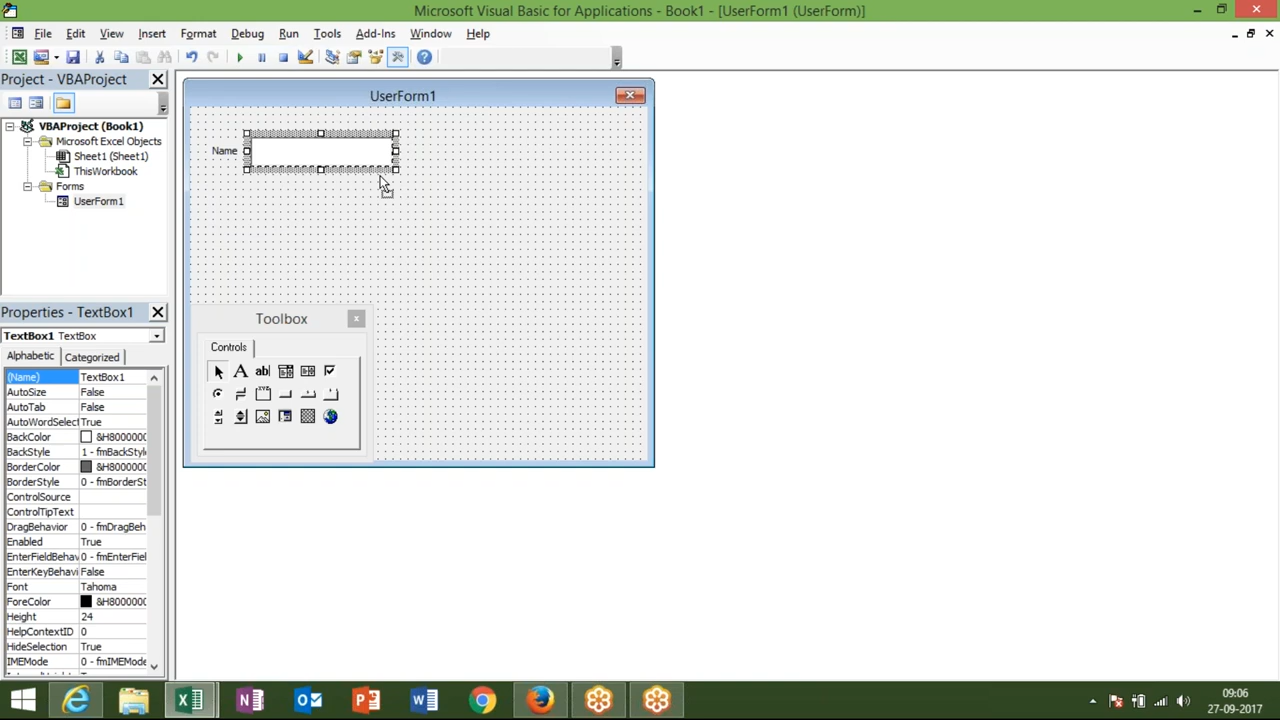 Microsoft Visual Basic for Applications - Book1 - [UserForm1 (UserForm)]
File Edit View Insert Format Debug Run Tools Add-Ins Window Help
Project - VBAProject
VBAProject (Book1)
Microsoft Excel Objects
Sheet1 (Sheet1)
ThisWorkbook
Forms
UserForm1
UserForm1
Name
Toolbox
Controls
A ab|
Properties - TextBox1
TextBox1 TextBox
Alphabetic Categorized
(Name) TextBox1
AutoSize False
AutoTab False
AutoWordSelect True
BackColor &H8000000
BackStyle 1 - fmBackStyl
BorderColor &H8000000
BorderStyle 0 - fmBorderSt
ControlSource
ControlTipText
DragBehavior 0 - fmDragBeh
Enabled True
EnterFieldBehav 0 - fmEnterFiel
EnterKeyBehavi False
Font Tahoma
ForeColor &H8000000
Height 24
HelpContextID 0
HideSelection True
IMEMode 0 - fmIMEMode
09:06
27-09-2017